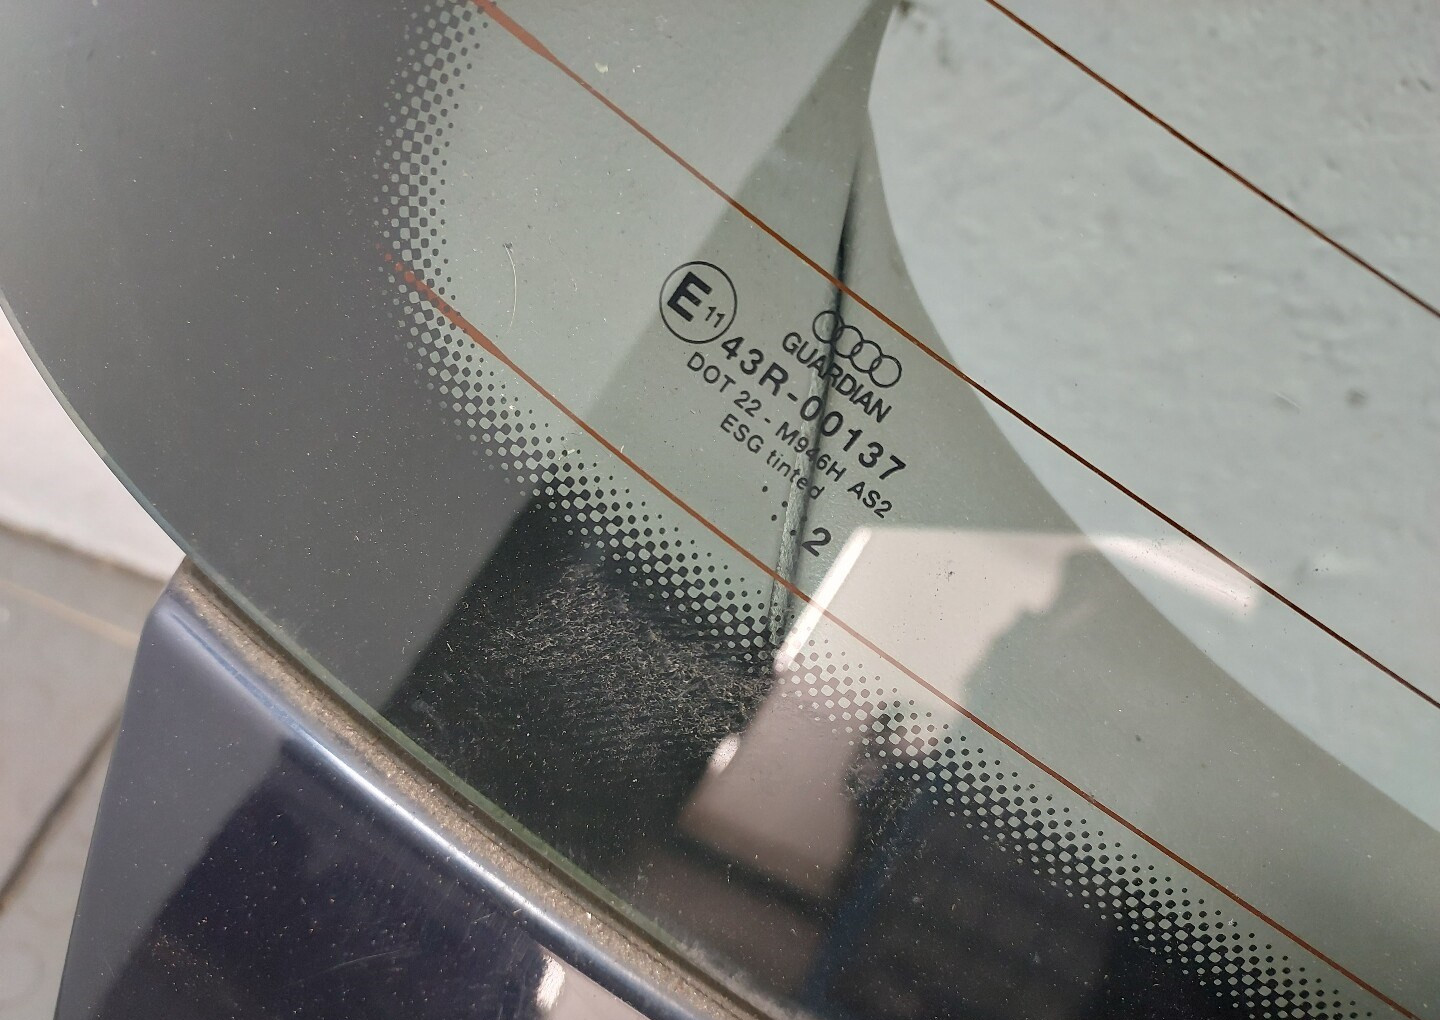 GUARDIAN
E11 43R-00137
DOT 22 - M946H AS2
ESG tinted
. . 2